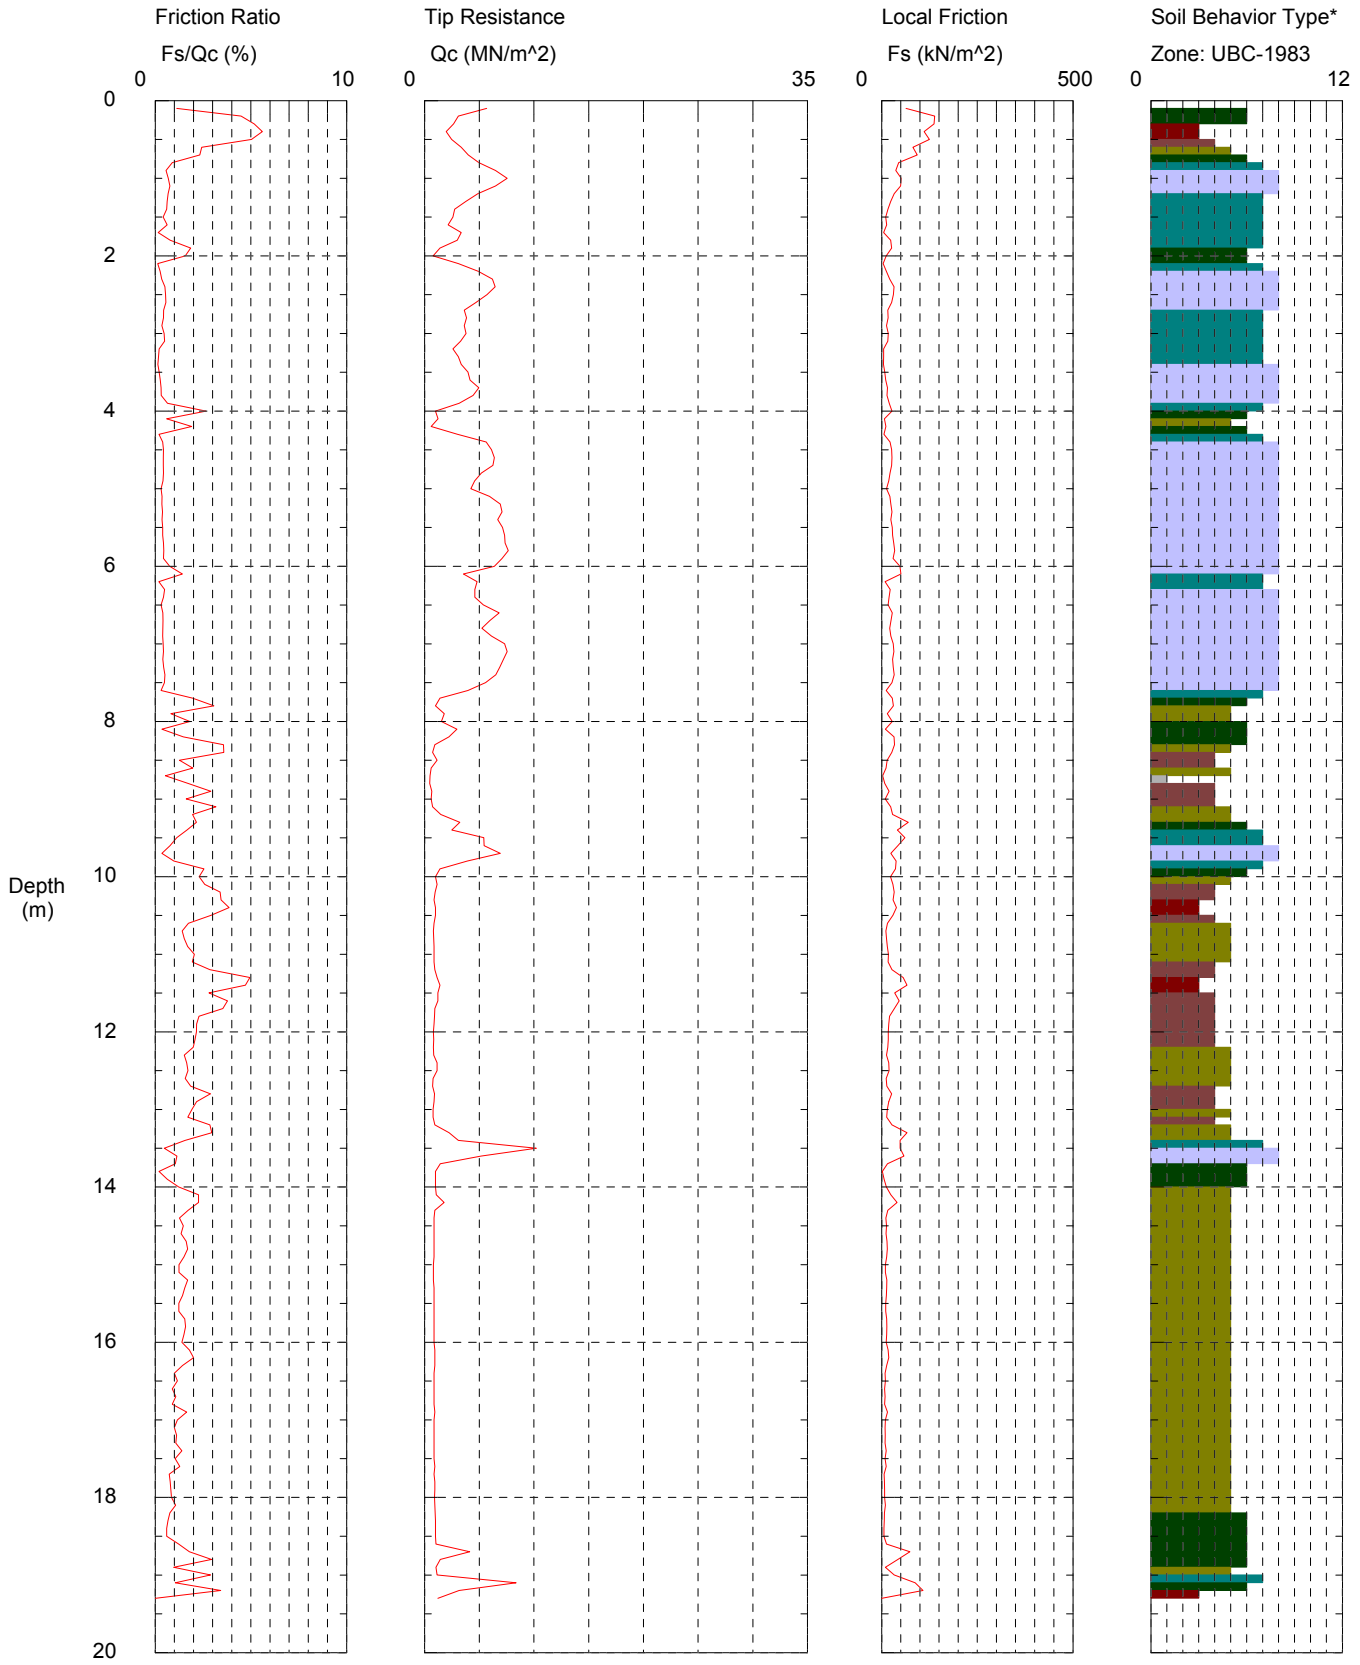 Friction Ratio Tip Resistance Local Friction Soil Behavior Type*
Fs/Qc (%) Qc (MN/m^2) Fs (kN/m^2) Zone: UBC-1983
0 10 0 35 0 500 0 12
0
2
4
6
8
10
Depth
(m)
12
14
16
18
20